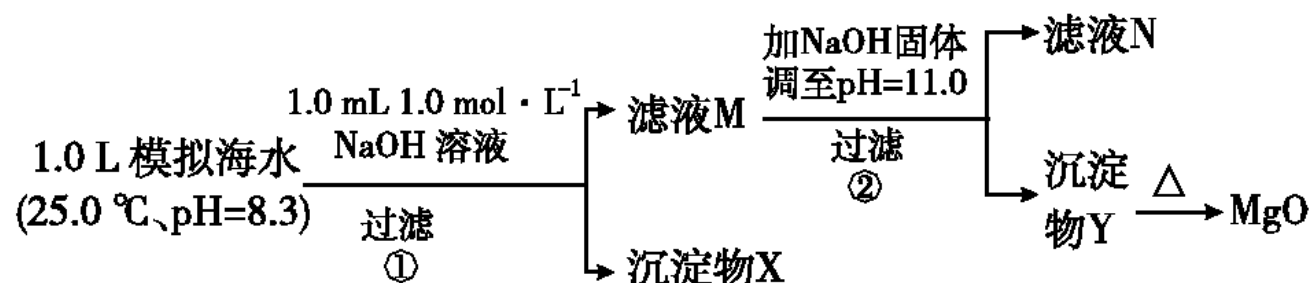 1.0 L 模拟海水
(25.0 ℃、pH=8.3)
1.0 mL 1.0 mol·L⁻¹
NaOH 溶液
过滤
①
滤液M
沉淀物X
加NaOH固体
调至pH=11.0
过滤
②
滤液N
沉淀
物Y
△
MgO